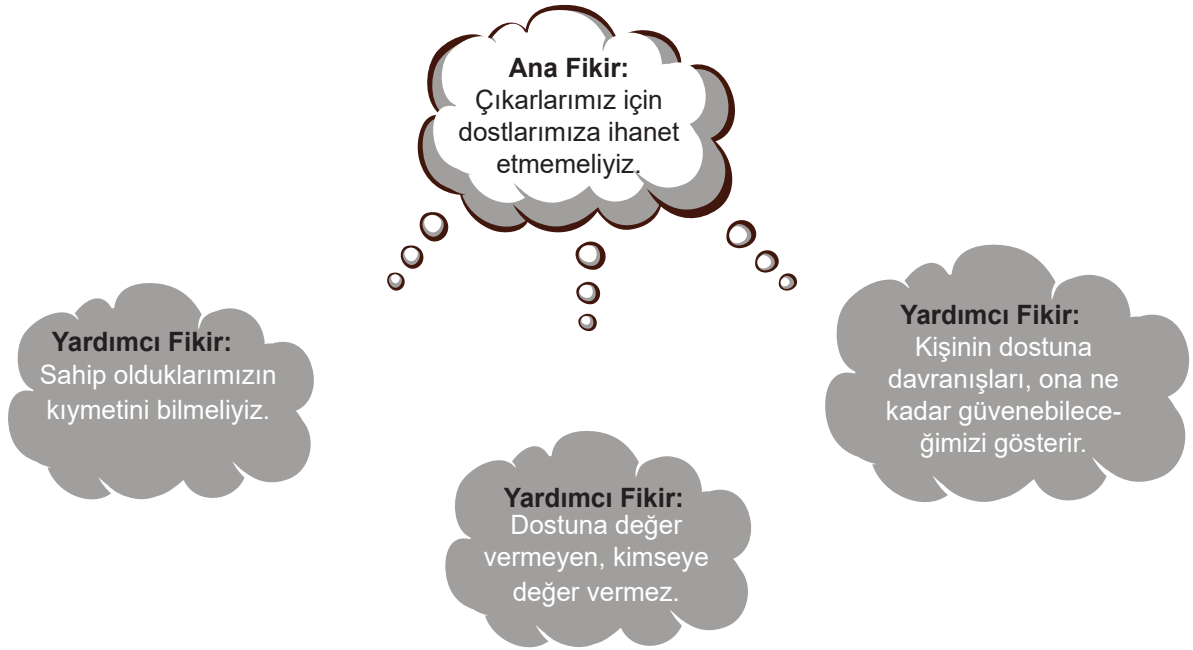 Ana Fikir:
Çıkarlarımız için
dostlarımıza ihanet
etmemeliyiz.
Yardımcı Fikir:
Sahip olduklarımızın
kıymetini bilmeliyiz.
Yardımcı Fikir:
Dostuna değer
vermeyen, kimseye
değer vermez.
Yardımcı Fikir:
Kişinin dostuna
davranışları, ona ne
kadar güvenebilece-
ğimizi gösterir.